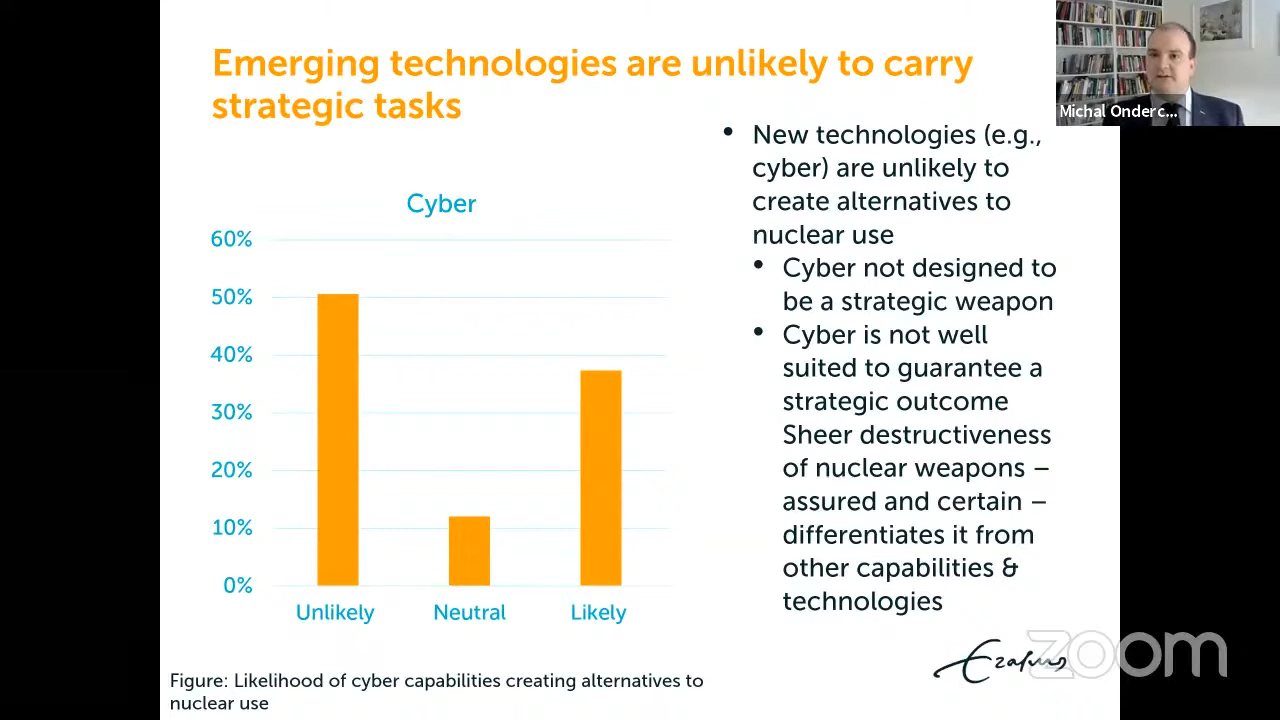 Emerging technologies are unlikely to carry
strategic tasks
Michal Onderc...
• New technologies (e.g.,
cyber) are unlikely to
create alternatives to
nuclear use
• Cyber not designed to
be a strategic weapon
• Cyber is not well
suited to guarantee a
strategic outcome
Sheer destructiveness
of nuclear weapons –
assured and certain –
differentiates it from
other capabilities &
technologies
Cyber
60%
50%
40%
30%
20%
10%
0%
Unlikely Neutral Likely
Figure: Likelihood of cyber capabilities creating alternatives to
nuclear use
Erasmus
zoom